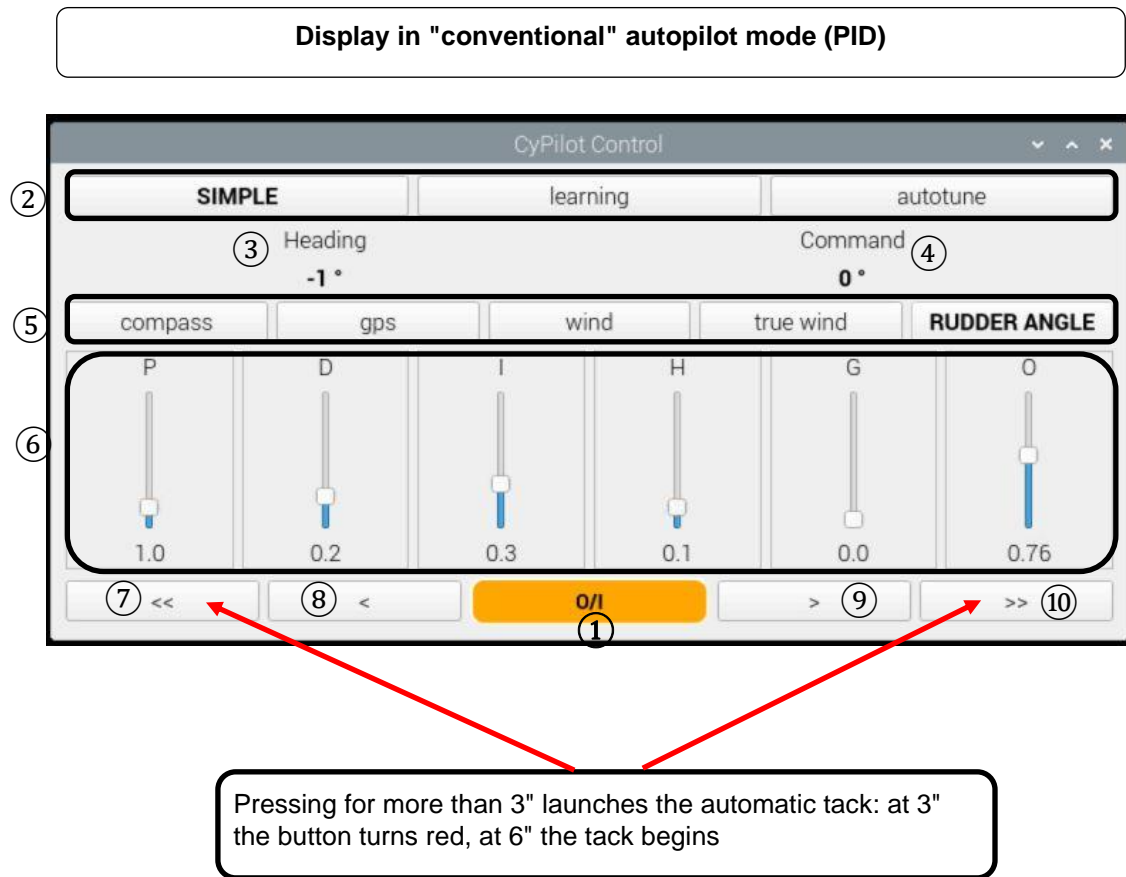 Display in "conventional" autopilot mode (PID)
CyPilot Control
② SIMPLE learning autotune
③ Heading Command ④
-1 ° 0 °
⑤ compass gps wind true wind RUDDER ANGLE
P D I H G O
⑥
1.0 0.2 0.3 0.1 0.0 0.76
⑦ << ⑧ < O/I > ⑨ >> ⑩
①
Pressing for more than 3" launches the automatic tack: at 3"
the button turns red, at 6" the tack begins